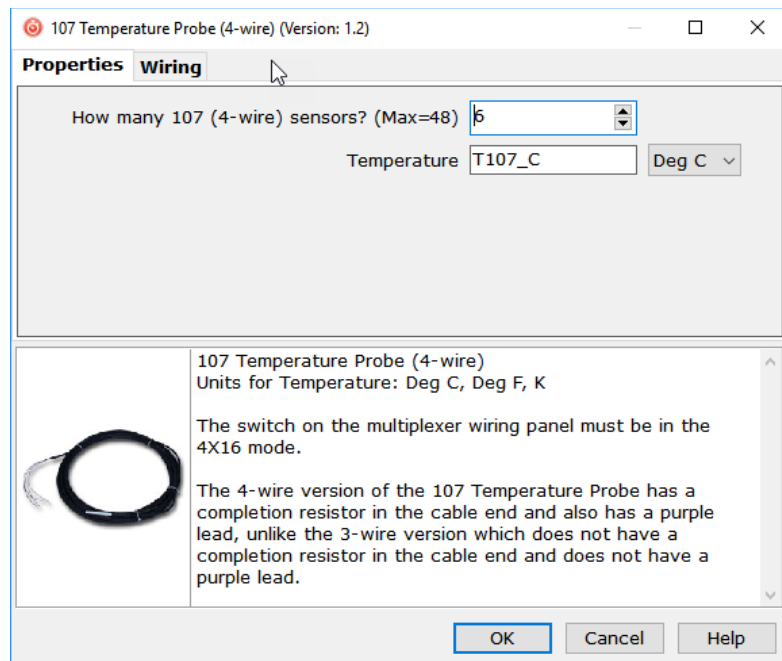 107 Temperature Probe (4-wire) (Version: 1.2)
Properties Wiring
How many 107 (4-wire) sensors? (Max=48) 6
Temperature T107_C Deg C
107 Temperature Probe (4-wire)
Units for Temperature: Deg C, Deg F, K
The switch on the multiplexer wiring panel must be in the
4X16 mode.
The 4-wire version of the 107 Temperature Probe has a
completion resistor in the cable end and also has a purple
lead, unlike the 3-wire version which does not have a
completion resistor in the cable end and does not have a
purple lead.
OK Cancel Help